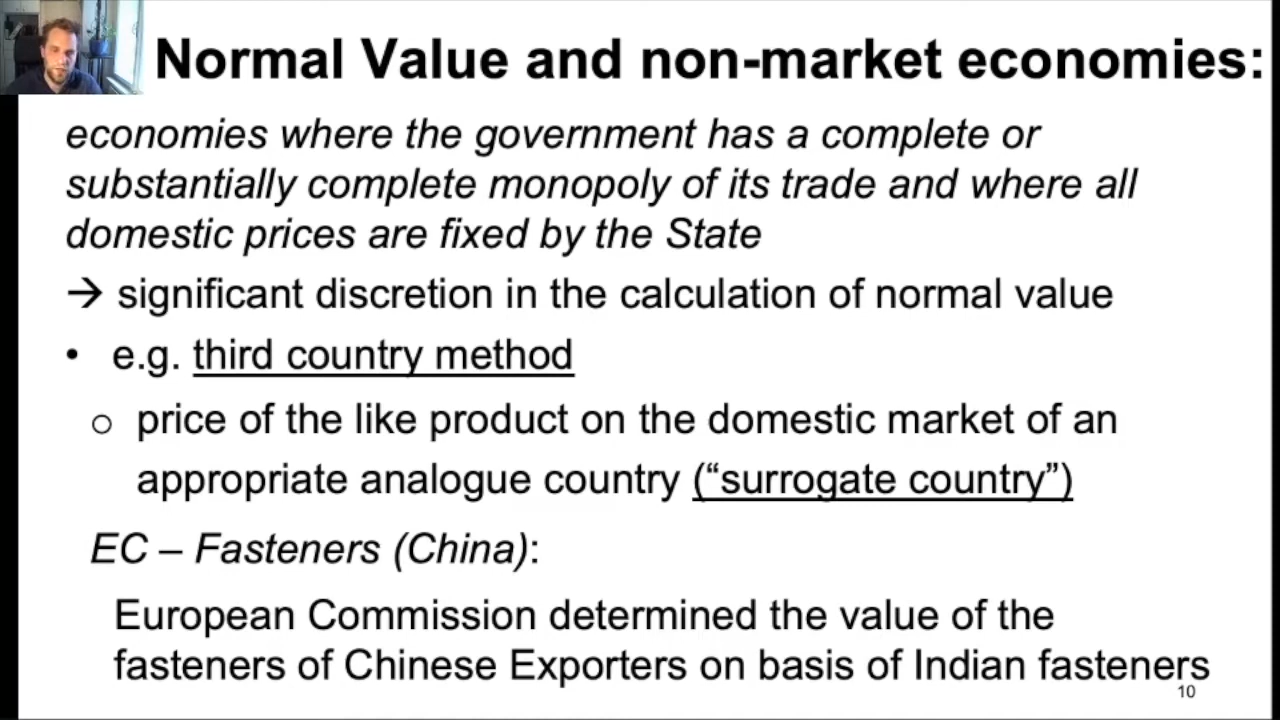 Normal Value and non-market economies:
economies where the government has a complete or
substantially complete monopoly of its trade and where all
domestic prices are fixed by the State
→ significant discretion in the calculation of normal value
• e.g. third country method
o price of the like product on the domestic market of an
appropriate analogue country (“surrogate country”)
EC – Fasteners (China):
European Commission determined the value of the
fasteners of Chinese Exporters on basis of Indian fasteners
10